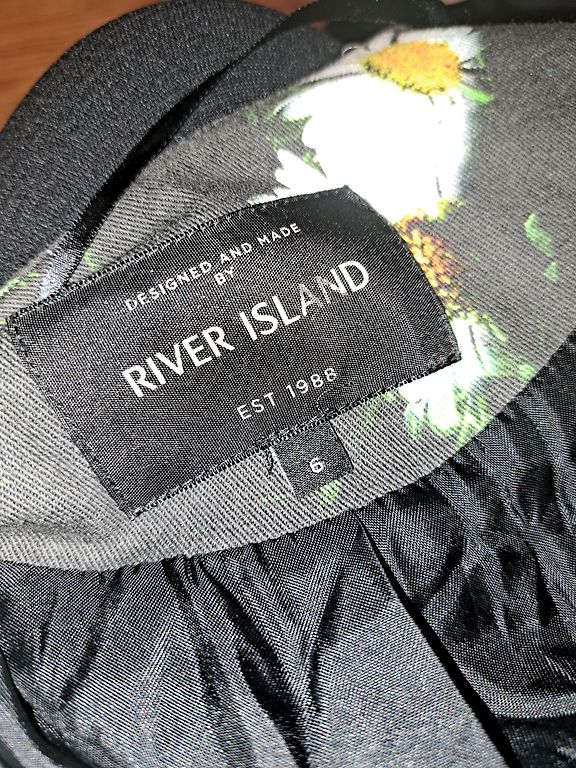 DESIGNED AND MADE
BY
RIVER ISLAND
EST 1988
6